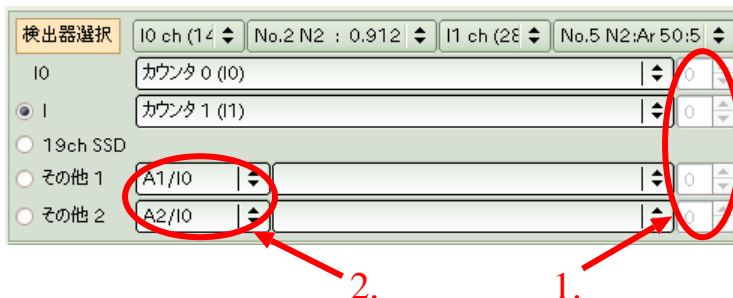 検出器選択 I0 ch (14 No.2 N2 : 0.912 I1 ch (28 No.5 N2:Ar 50:5
I0 カウンタ 0 (I0) 0
I カウンタ 1 (I1) 0
19ch SSD
その他 1 A1/I0 0
その他 2 A2/I0 0
2. 1.